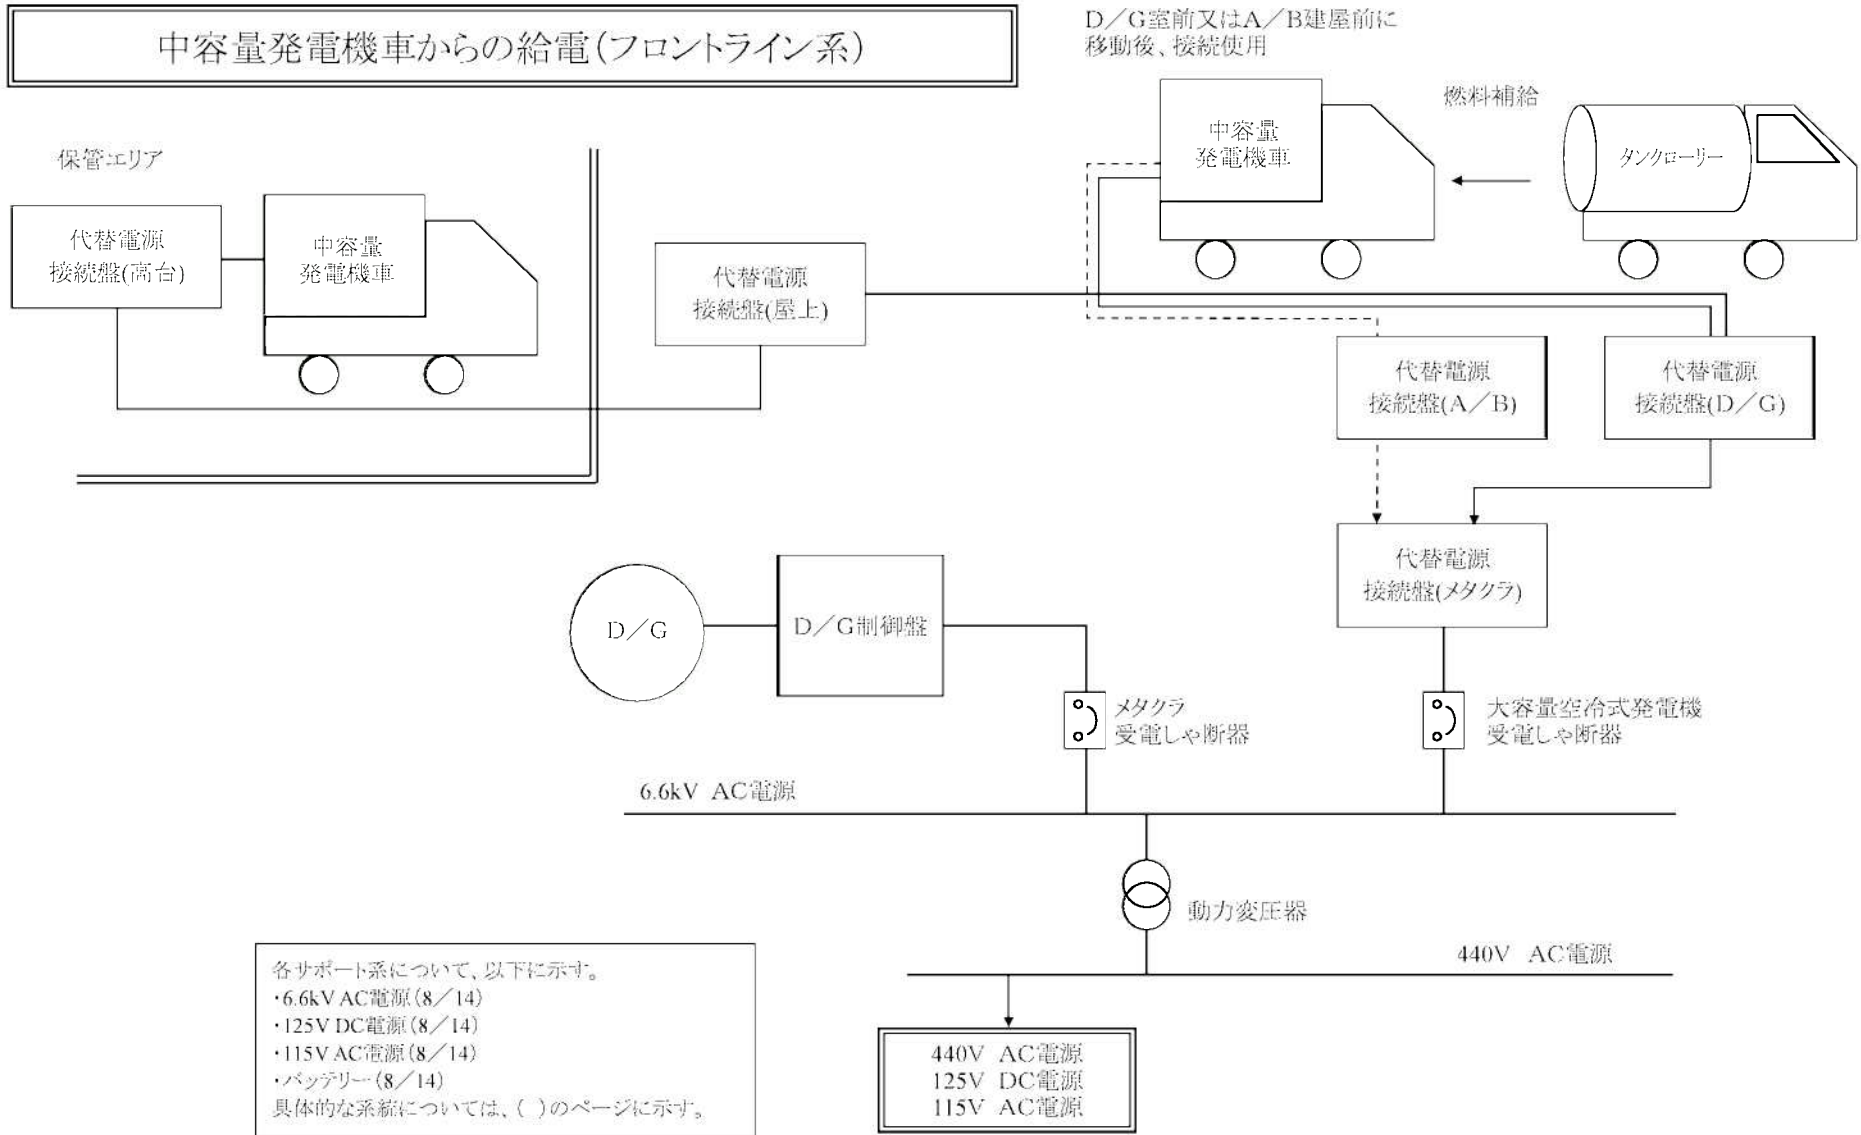 中容量発電機車からの給電(フロントライン系)
D／G室前又はA／B建屋前に
移動後、接続使用
燃料補給
中容量
発電機車
タンクローリー
保管エリア
代替電源
接続盤(高台)
中容量
発電機車
代替電源
接続盤(屋上)
代替電源
接続盤(A／B)
代替電源
接続盤(D／G)
代替電源
接続盤(メタクラ)
D／G
D／G制御盤
メタクラ
受電しゃ断器
大容量空冷式発電機
受電しゃ断器
6.6kV AC電源
動力変圧器
440V AC電源
440V AC電源
125V DC電源
115V AC電源
各サポート系について、以下に示す。
・6.6kV AC電源(8／14)
・125V DC電源(8／14)
・115V AC電源(8／14)
・バッテリー(8／14)
具体的な系統については、( )のページに示す。